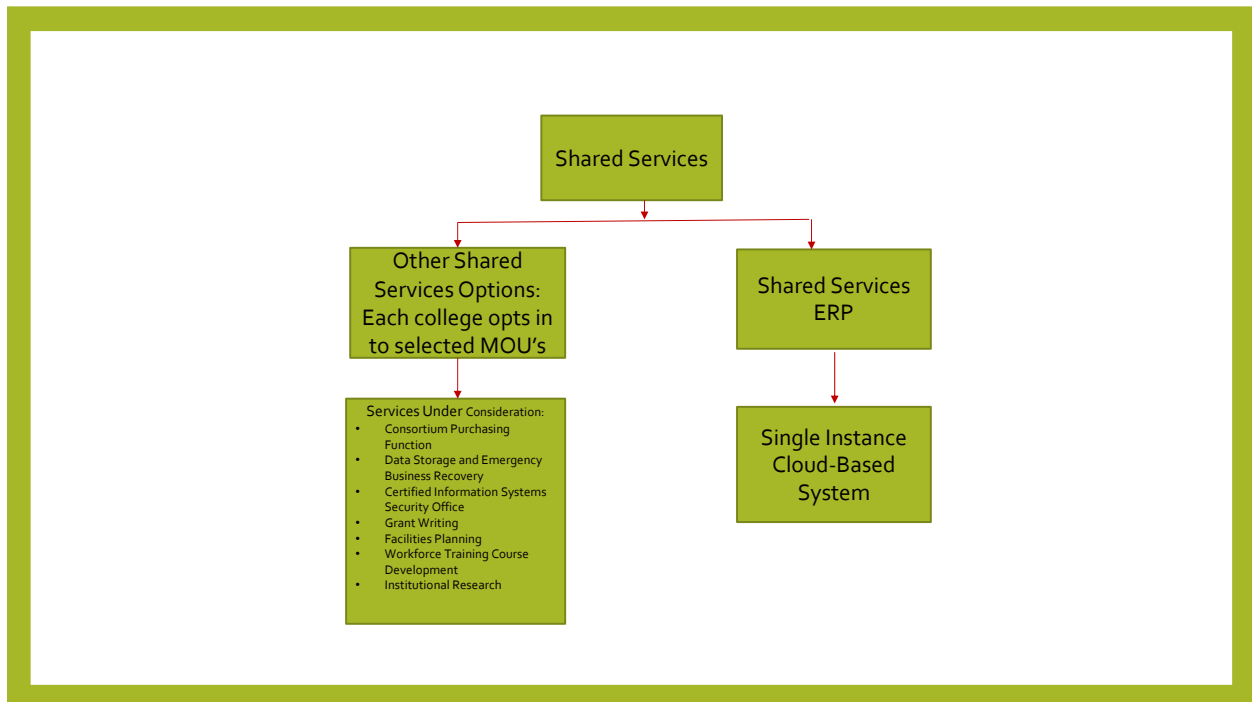 Shared Services
Other Shared
Services Options:
Each college opts in
to selected MOU’s
Shared Services
ERP
Services Under Consideration:
• Consortium Purchasing
Function
• Data Storage and Emergency
Business Recovery
• Certified Information Systems
Security Office
• Grant Writing
• Facilities Planning
• Workforce Training Course
Development
• Institutional Research
Single Instance
Cloud-Based
System